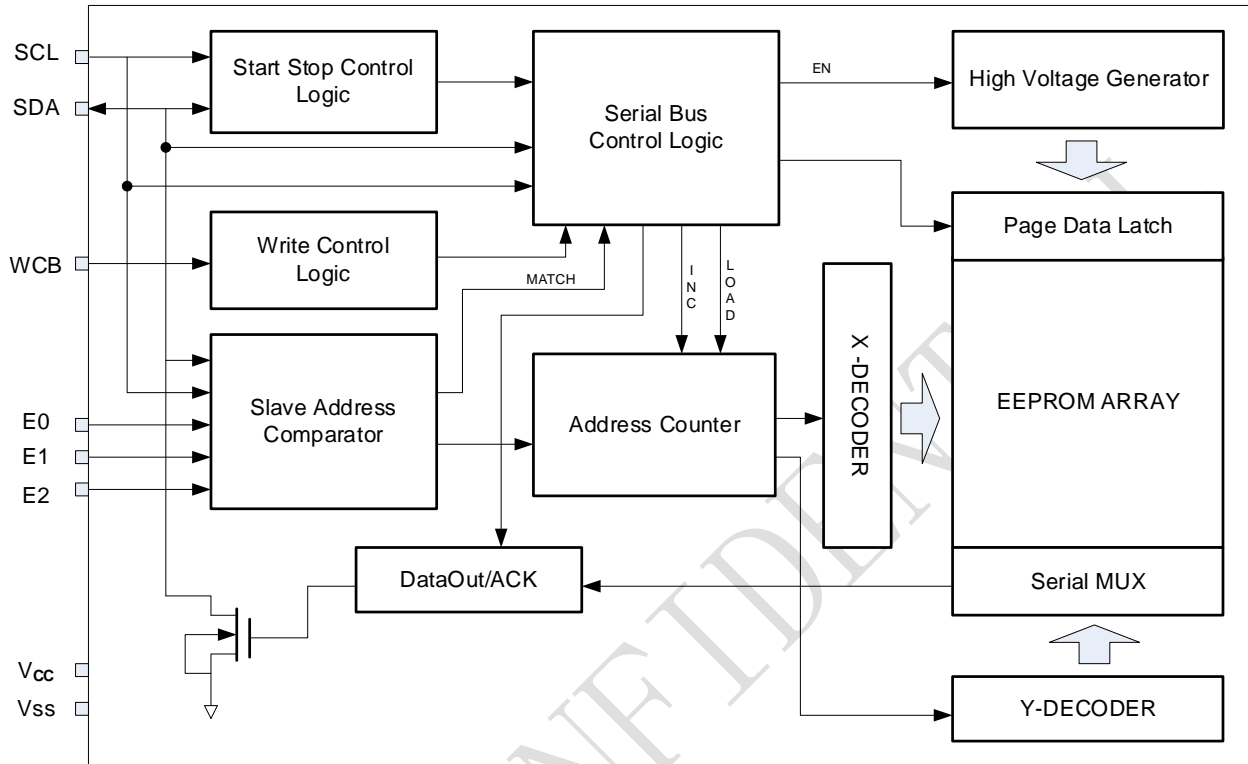 SCL
SDA
WCB
E0
E1
E2
Vcc
Vss
Start Stop Control
Logic
Write Control
Logic
Slave Address
Comparator
Serial Bus
Control Logic
MATCH
INC
LOAD
EN
High Voltage Generator
Page Data Latch
EEPROM ARRAY
Serial MUX
Address Counter
X -DECODER
DataOut/ACK
Y-DECODER